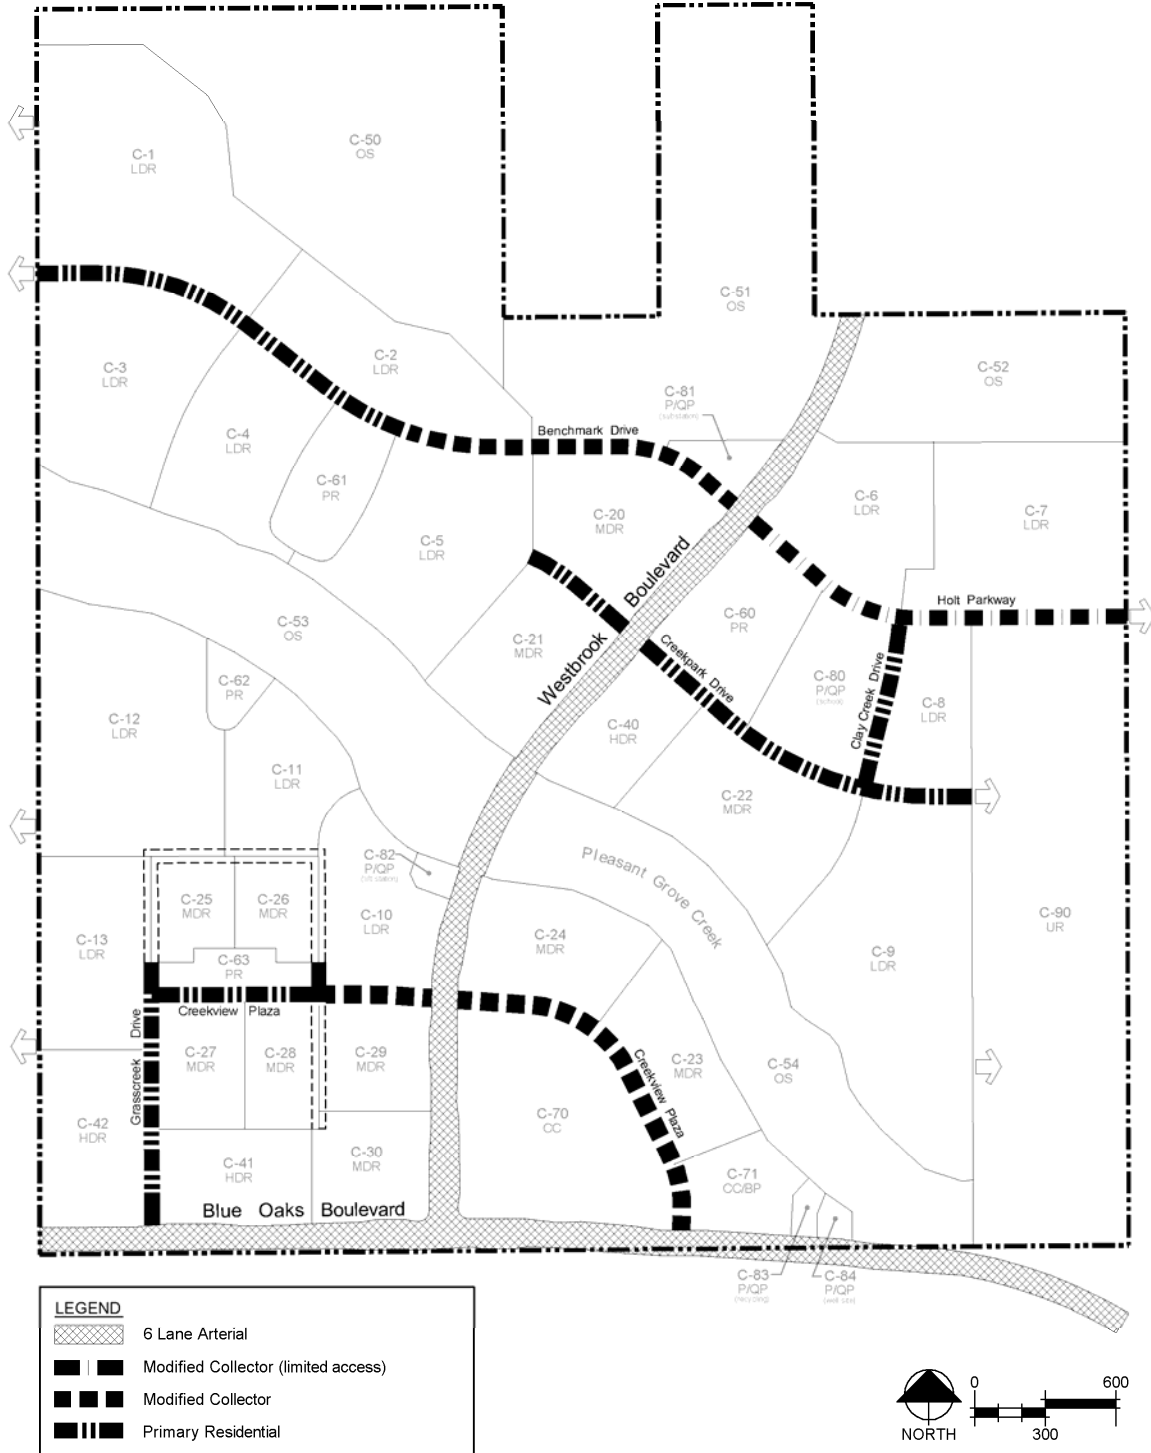 C-50
OS
C-1
LDR
C-51
OS
C-2
LDR
C-3
LDR
C-52
OS
C-81
P/QP
(substation)
Benchmark Drive
C-4
LDR
C-61
PR
C-6
LDR
C-7
LDR
C-20
MDR
C-5
LDR
Westbrook Boulevard
Holt Parkway
C-53
OS
C-60
PR
C-21
MDR
Creekpark Drive
C-62
PR
C-80
P/QP
(school)
Clay Creek Drive
C-8
LDR
C-12
LDR
C-40
HDR
C-11
LDR
C-22
MDR
C-82
P/QP
Pleasant Grove Creek
C-25
MDR
C-26
MDR
C-10
LDR
C-90
UR
C-13
LDR
C-24
MDR
C-63
PR
C-9
LDR
Creekview Plaza
Grasscreek Drive
C-27
MDR
C-28
MDR
C-29
MDR
Creekview Plaza
C-23
MDR
C-54
OS
C-42
HDR
C-70
CC
C-41
HDR
C-30
MDR
C-71
CC/BP
Blue Oaks Boulevard
C-83
P/QP
(recycling)
C-84
P/QP
(well site)
LEGEND
6 Lane Arterial
Modified Collector (limited access)
Modified Collector
Primary Residential
NORTH
0
600
300